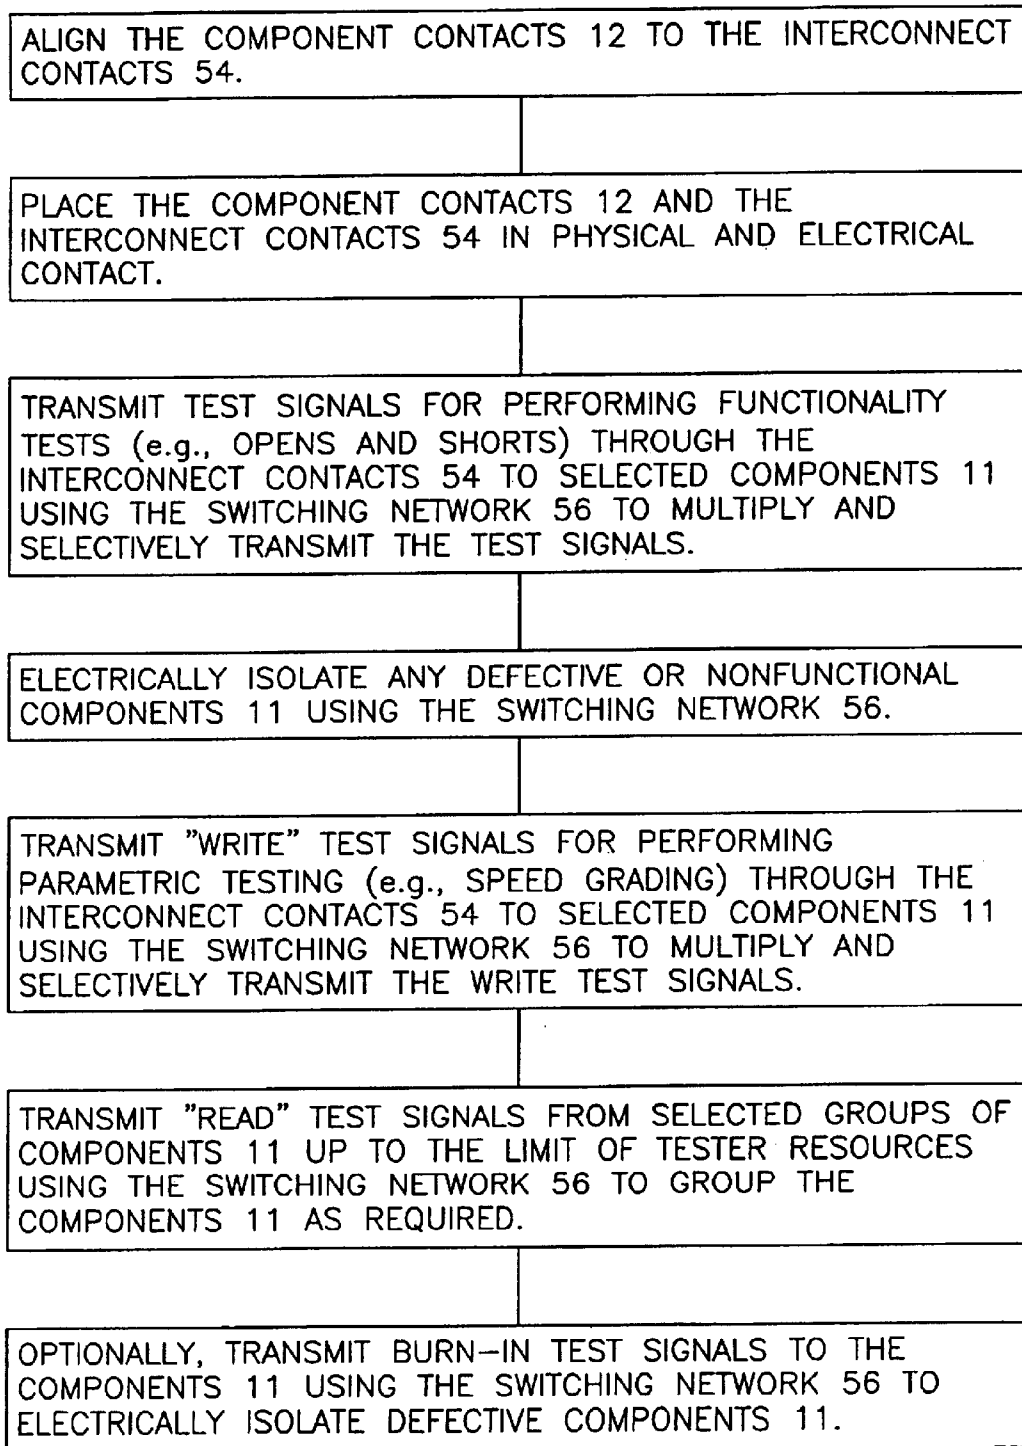 ALIGN THE COMPONENT CONTACTS 12 TO THE INTERCONNECT
CONTACTS 54.
PLACE THE COMPONENT CONTACTS 12 AND THE
INTERCONNECT CONTACTS 54 IN PHYSICAL AND ELECTRICAL
CONTACT.
TRANSMIT TEST SIGNALS FOR PERFORMING FUNCTIONALITY
TESTS (e.g., OPENS AND SHORTS) THROUGH THE
INTERCONNECT CONTACTS 54 TO SELECTED COMPONENTS 11
USING THE SWITCHING NETWORK 56 TO MULTIPLY AND
SELECTIVELY TRANSMIT THE TEST SIGNALS.
ELECTRICALLY ISOLATE ANY DEFECTIVE OR NONFUNCTIONAL
COMPONENTS 11 USING THE SWITCHING NETWORK 56.
TRANSMIT "WRITE" TEST SIGNALS FOR PERFORMING
PARAMETRIC TESTING (e.g., SPEED GRADING) THROUGH THE
INTERCONNECT CONTACTS 54 TO SELECTED COMPONENTS 11
USING THE SWITCHING NETWORK 56 TO MULTIPLY AND
SELECTIVELY TRANSMIT THE WRITE TEST SIGNALS.
TRANSMIT "READ" TEST SIGNALS FROM SELECTED GROUPS OF
COMPONENTS 11 UP TO THE LIMIT OF TESTER RESOURCES
USING THE SWITCHING NETWORK 56 TO GROUP THE
COMPONENTS 11 AS REQUIRED.
OPTIONALLY, TRANSMIT BURN-IN TEST SIGNALS TO THE
COMPONENTS 11 USING THE SWITCHING NETWORK 56 TO
ELECTRICALLY ISOLATE DEFECTIVE COMPONENTS 11.